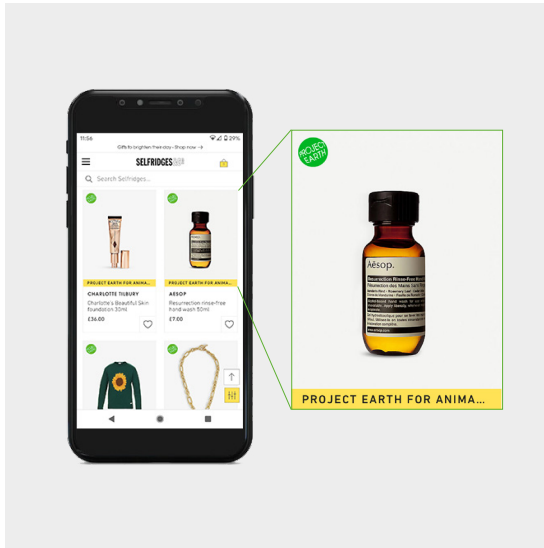 11:56
29%
Gifts to brighten their day - Shop now →
SELFRIDGES&CO
Search Selfridges...
PROJECT EARTH FOR ANIMA...
PROJECT EARTH FOR ANIMA...
CHARLOTTE TILBURY
Charlotte's Beautiful Skin
foundation 30ml
£36.00
AESOP
Resurrection rinse-free
hand wash 50ml
£7.00
PROJECT
EARTH
Aēsop.
Resurrection Rinse-Free Hand
PROJECT EARTH FOR ANIMA...